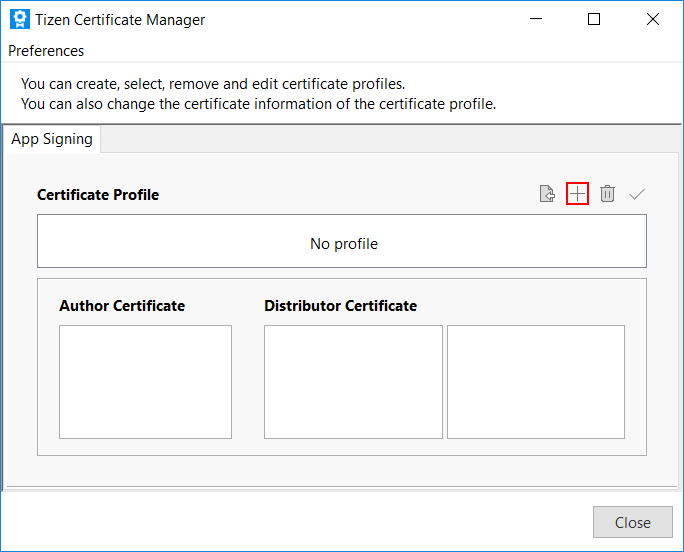 Tizen Certificate Manager
Preferences
You can create, select, remove and edit certificate profiles.
You can also change the certificate information of the certificate profile.
App Signing
Certificate Profile
No profile
Author Certificate
Distributor Certificate
Close